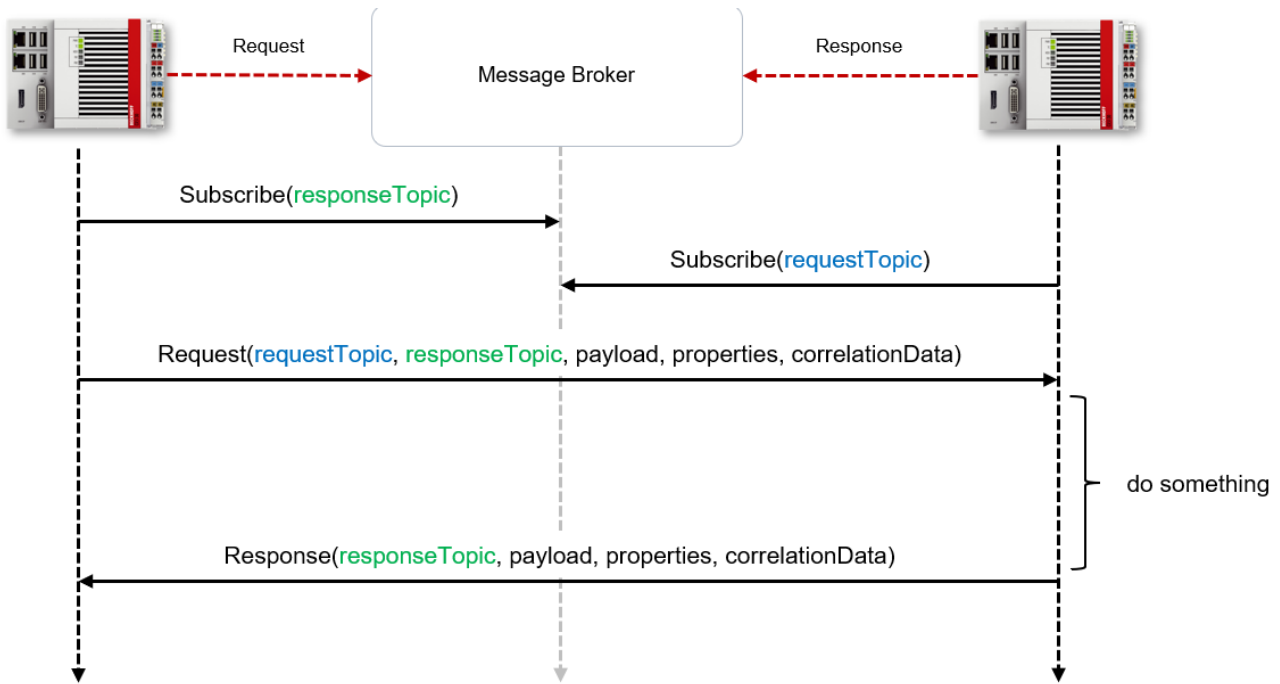 Request
Message Broker
Response
Subscribe(responseTopic)
Subscribe(requestTopic)
Request(requestTopic, responseTopic, payload, properties, correlationData)
do something
Response(responseTopic, payload, properties, correlationData)